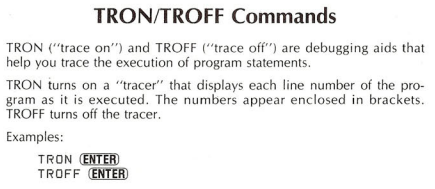 TRON/TROFF Commands
TRON ("trace on") and TROFF ("trace off") are debugging aids that
help you trace the execution of program statements.
TRON turns on a "tracer" that displays each line number of the pro-
gram as it is executed. The numbers appear enclosed in brackets.
TROFF turns off the tracer.
Examples:
TRON ENTER
TROFF ENTER